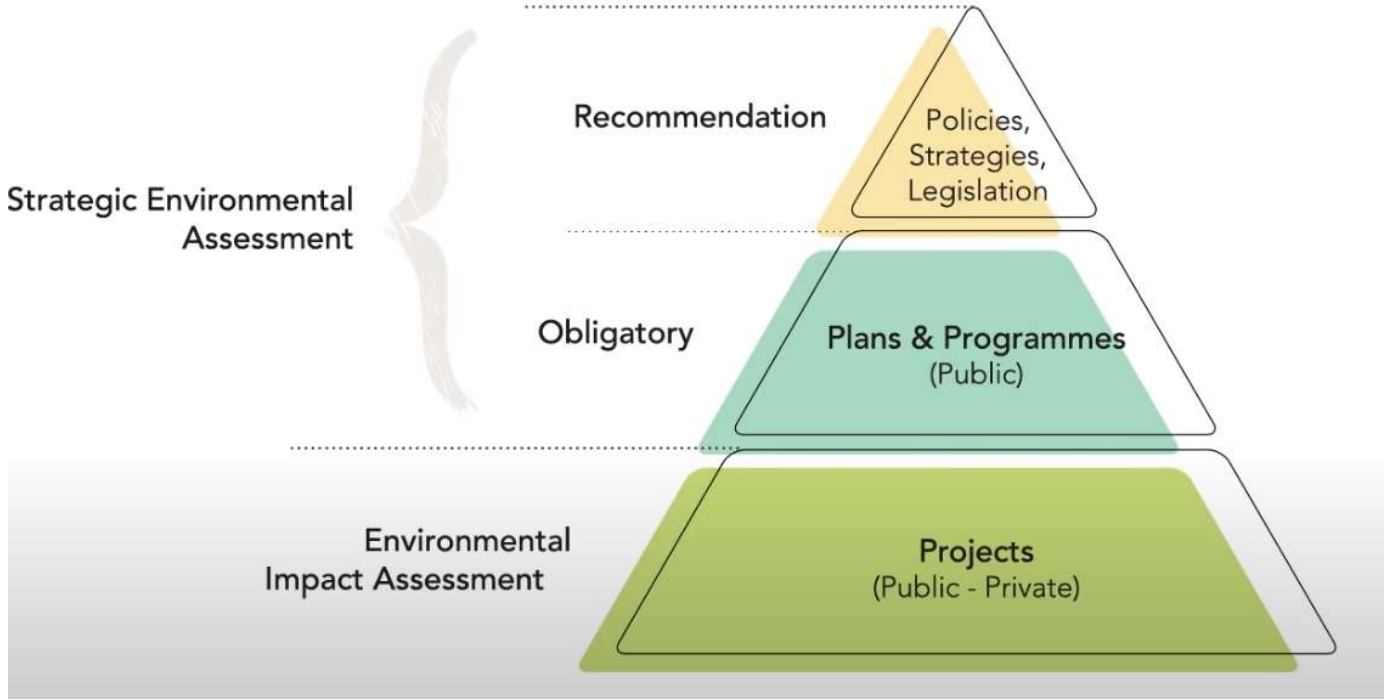 Recommendation
Policies,
Strategies,
Legislation
Strategic Environmental
Assessment
Obligatory
Plans & Programmes
(Public)
Environmental
Impact Assessment
Projects
(Public - Private)